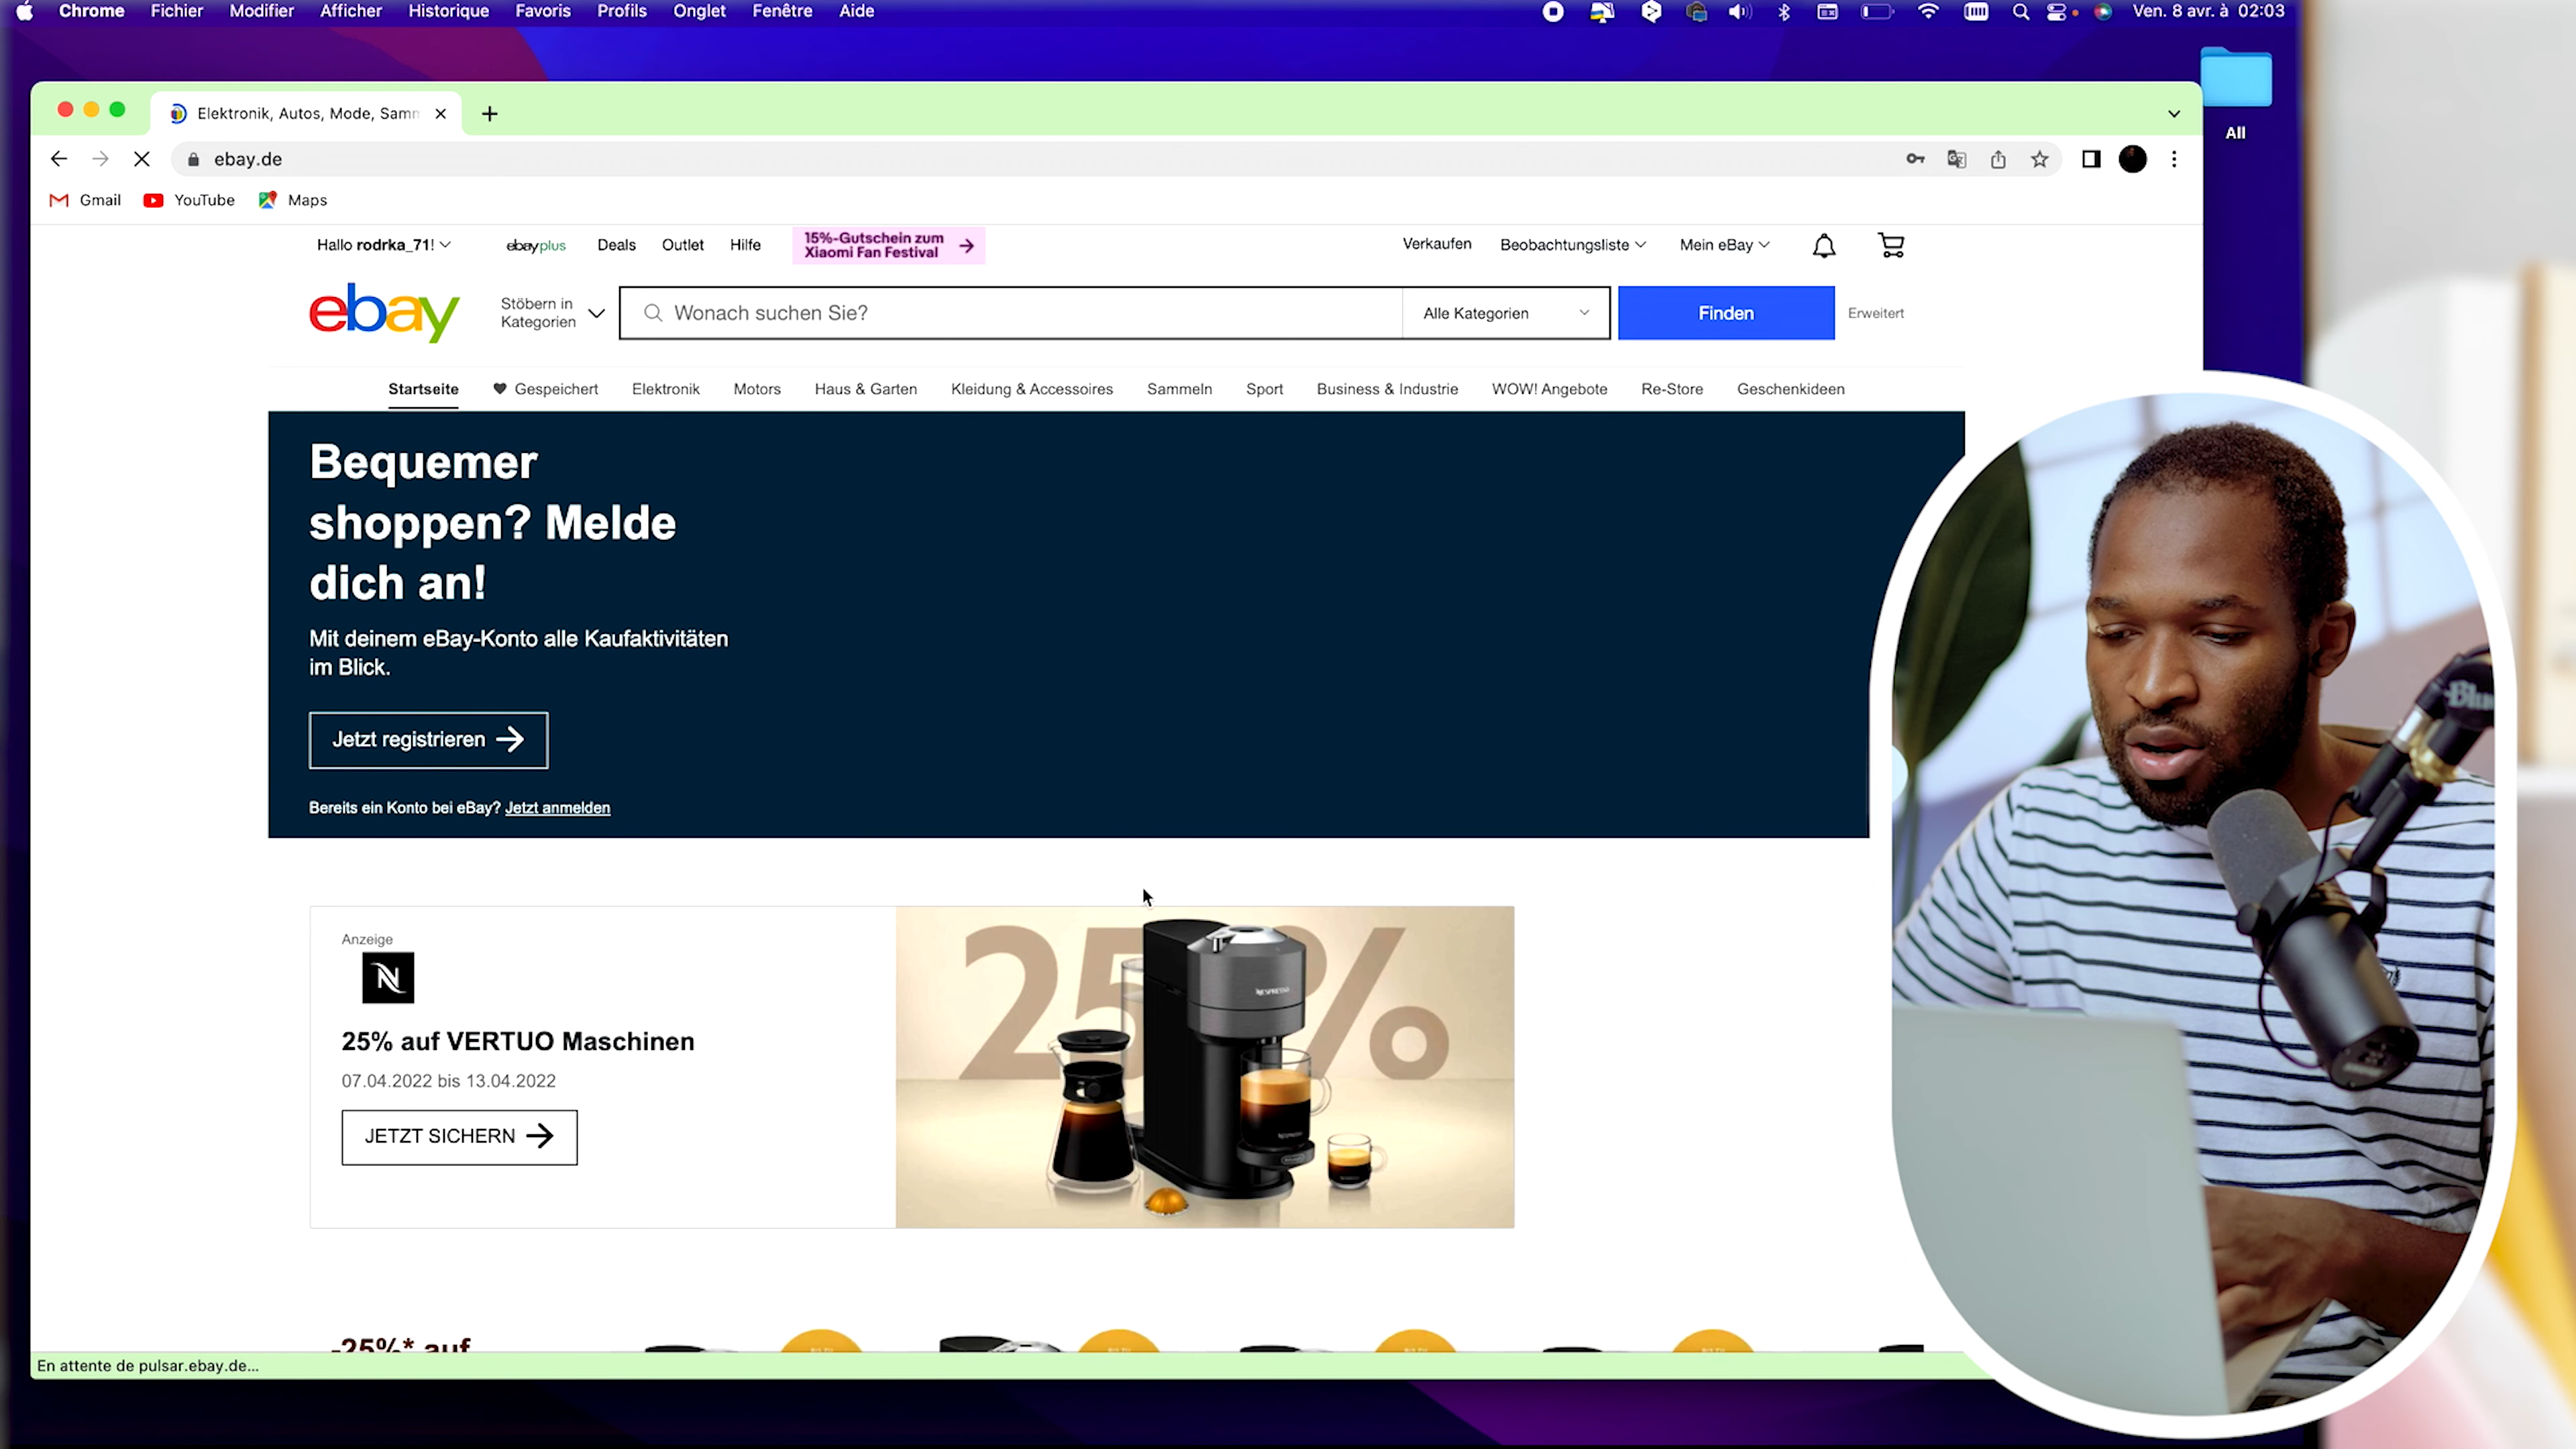 Chrome Fichier Modifier Afficher Historique Favoris Profils Onglet Fenêtre Aide
Ven. 8 avr. à 02:03
All
Elektronik, Autos, Mode, Samm
ebay.de
Gmail YouTube Maps
Hallo rodrka_71!
ebayplus
Deals Outlet Hilfe
15%-Gutschein zum
Xiaomi Fan Festival
Verkaufen Beobachtungsliste Mein eBay
ebay
Stöbern in
Kategorien
Wonach suchen Sie?
Alle Kategorien
Finden
Erweitert
Startseite Gespeichert Elektronik Motors Haus & Garten Kleidung & Accessoires Sammeln Sport Business & Industrie WOW! Angebote Re-Store Geschenkideen
Bequemer
shoppen? Melde
dich an!
Mit deinem eBay-Konto alle Kaufaktivitäten
im Blick.
Jetzt registrieren
Bereits ein Konto bei eBay? Jetzt anmelden
Anzeige
N
25% auf VERTUO Maschinen
07.04.2022 bis 13.04.2022
JETZT SICHERN
25%
NESPRESSO
-25%* auf
En attente de pulsar.ebay.de...
Blu